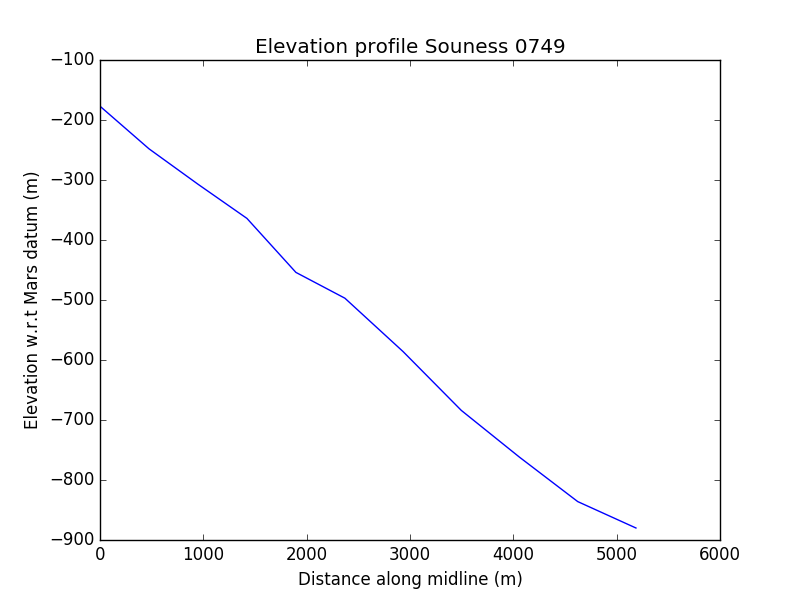 Elevation profile Souness 0749
−100
−200
−300
−400
−500
−600
−700
−800
−900
Elevation w.r.t Mars datum (m)
0 1000 2000 3000 4000 5000 6000
Distance along midline (m)